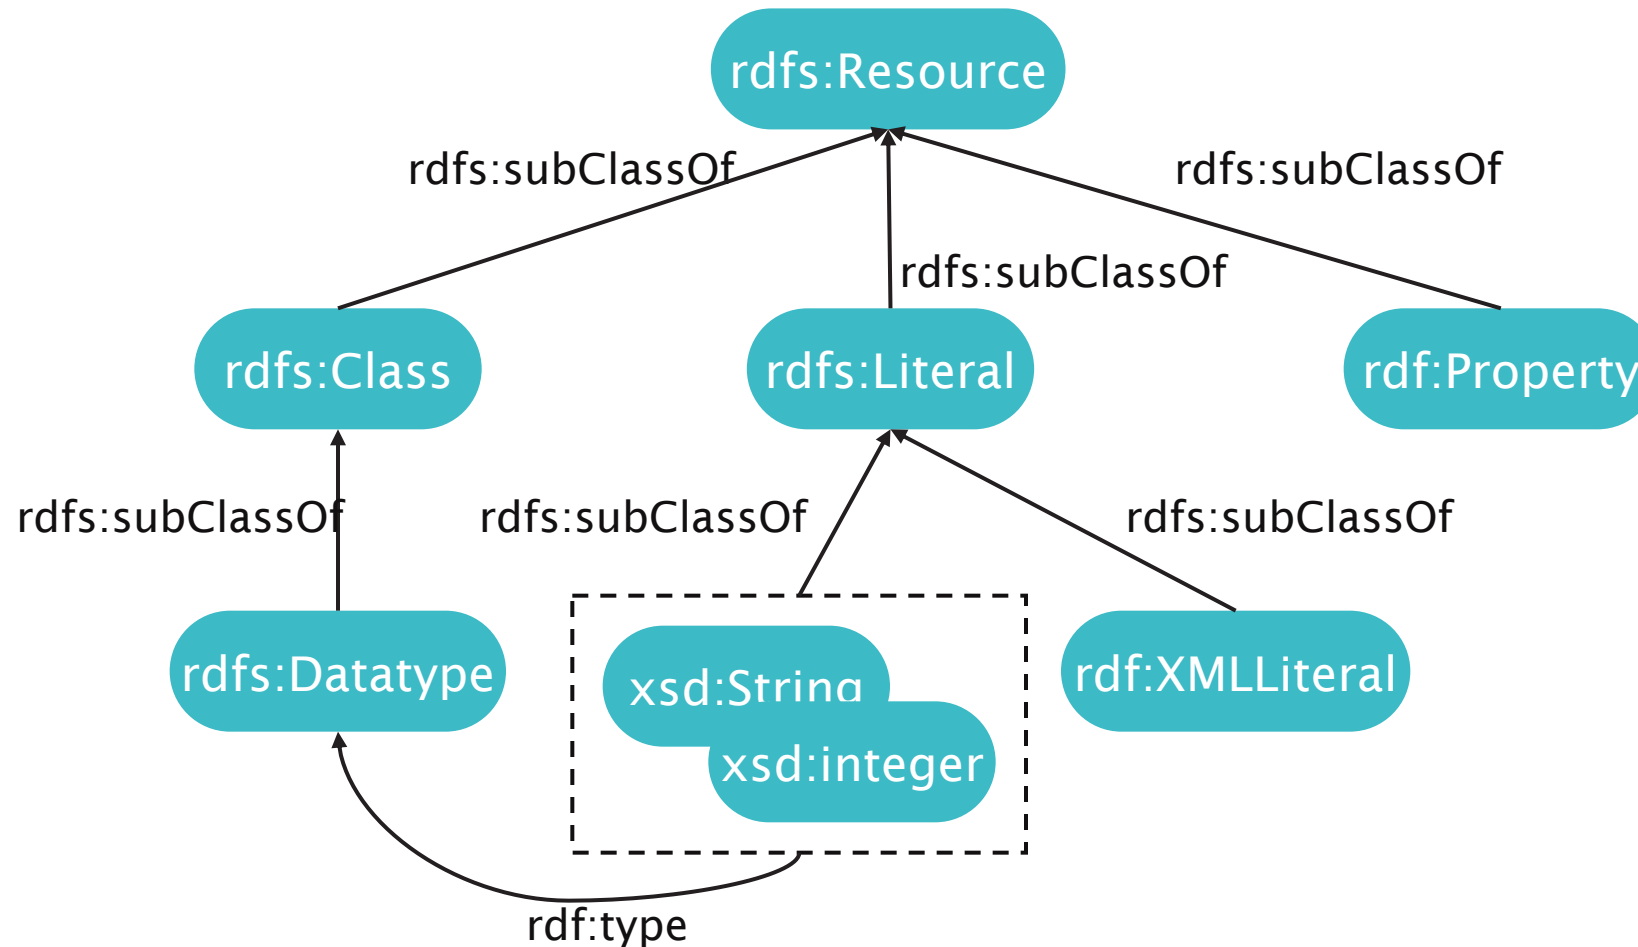 rdfs:Resource
rdfs:subClassOf
rdfs:subClassOf
rdfs:subClassOf
rdfs:Class
rdfs:Literal
rdf:Property
rdfs:subClassOf
rdfs:subClassOf
rdfs:subClassOf
rdfs:Datatype
xsd:String
rdf:XMLLiteral
xsd:integer
rdf:type